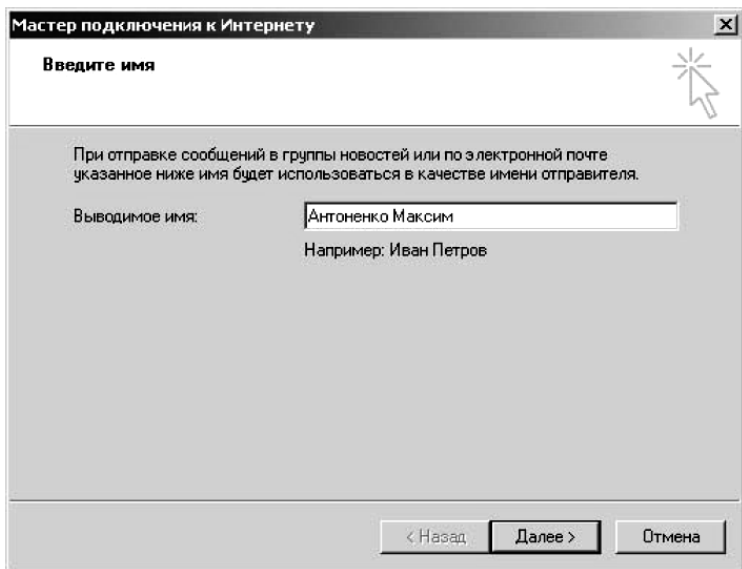 Мастер подключения к Интернету
Введите имя
При отправке сообщений в группы новостей или по электронной почте
указанное ниже имя будет использоваться в качестве имени отправителя.
Выводимое имя: Антоненко Максим
Например: Иван Петров
< Назад Далее > Отмена